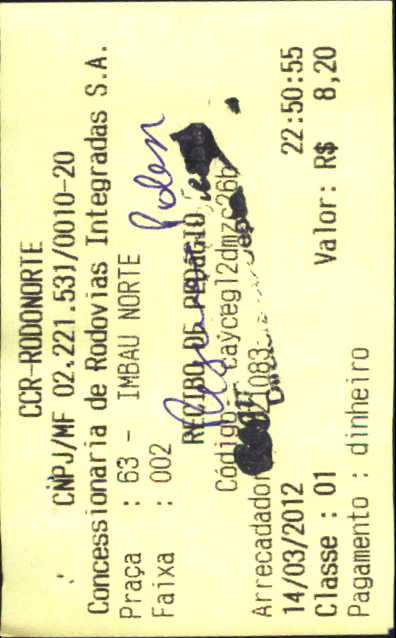 CCR-RODONORTE
CNPJ/MF 02.221.531/0010-20
Concessionaria de Rodovias Integradas S.A.
Praça : 63 - IMBAU NORTE
Faixa : 002
RECIBO DE PEDAGIO
Código:
Arrecadador
14/03/2012 22:50:55
Classe : 01 Valor: R$ 8,20
Pagamento : dinheiro